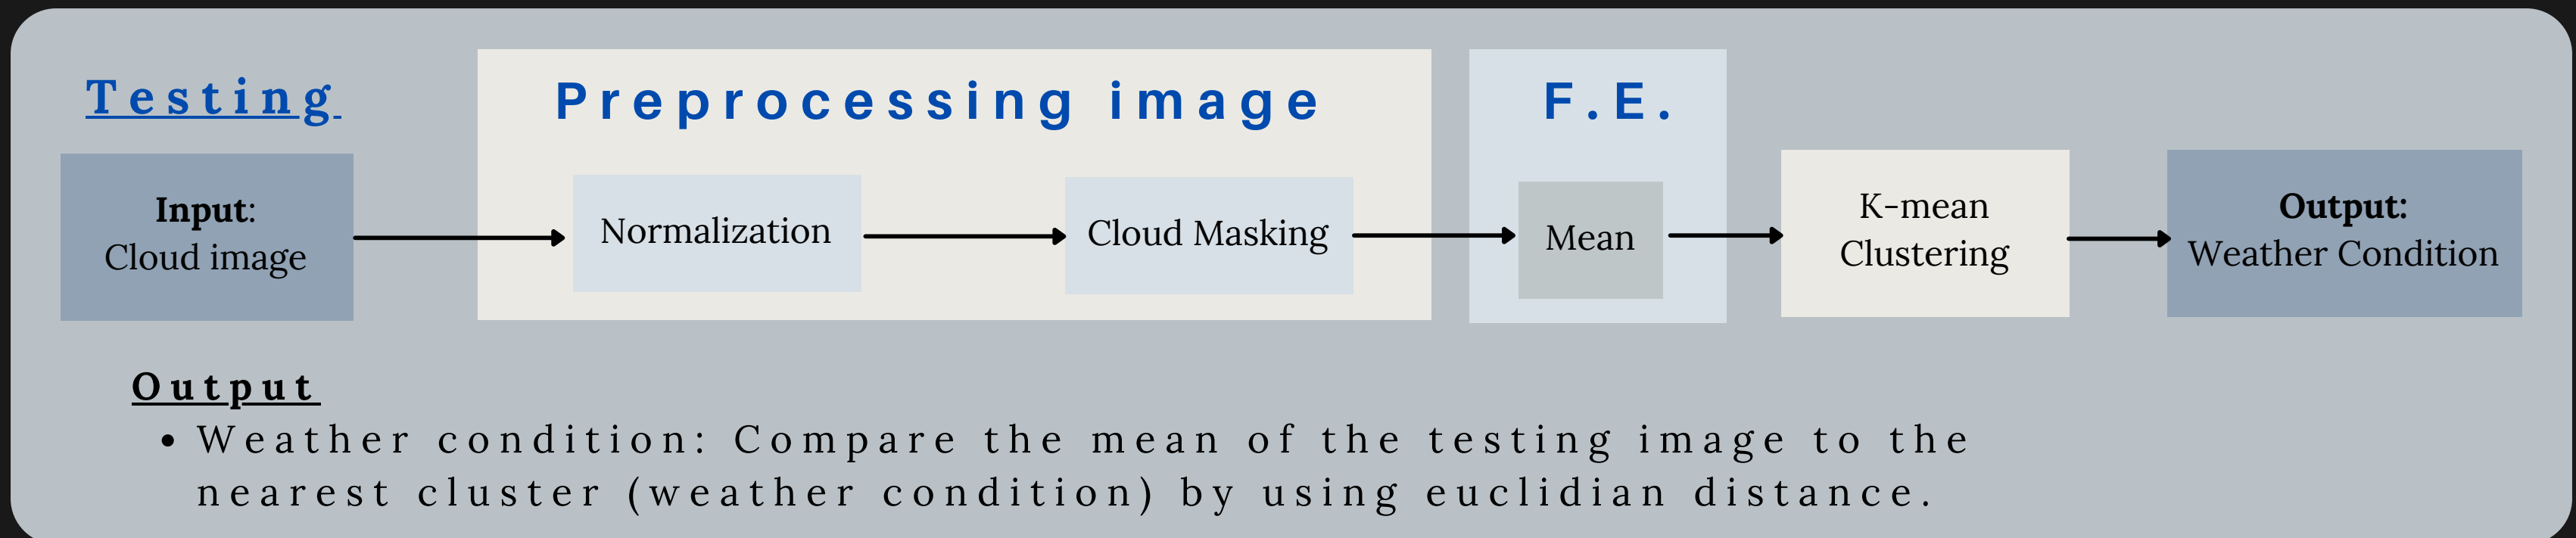 Testing
Preprocessing image
F.E.
Input:
Cloud image
Normalization
Cloud Masking
Mean
K-mean
Clustering
Output:
Weather Condition
Output
• Weather condition: Compare the mean of the testing image to the
nearest cluster (weather condition) by using euclidian distance.